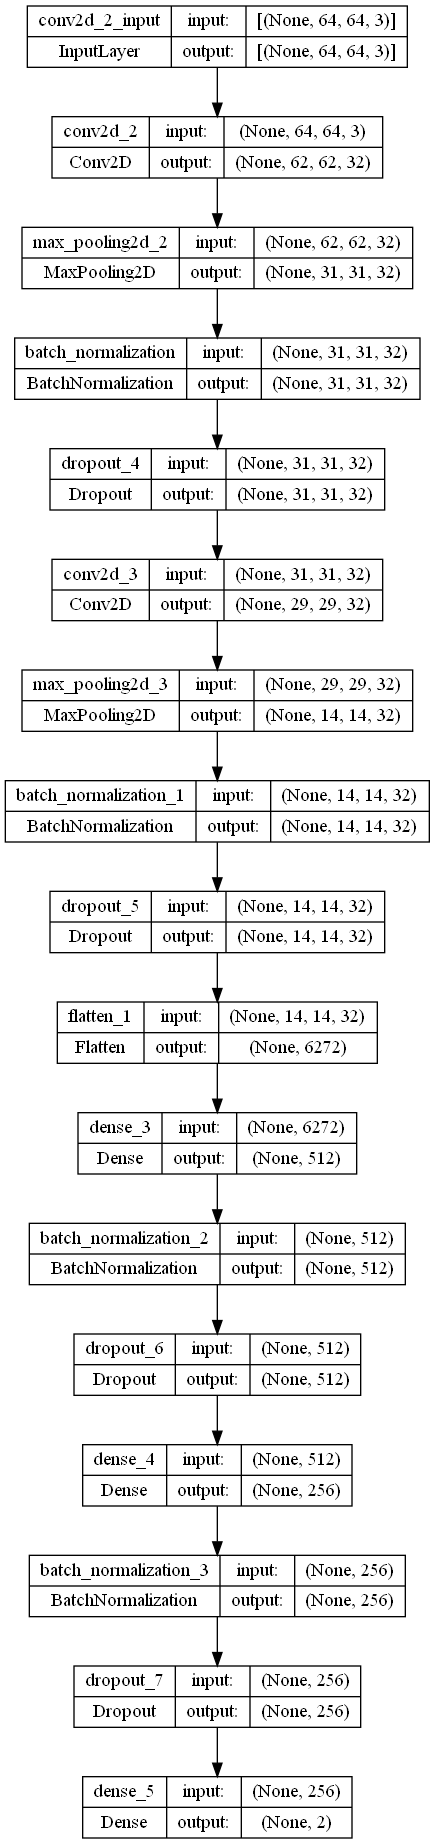 conv2d_2_input input: [(None, 64, 64, 3)]
InputLayer output: [(None, 64, 64, 3)]
conv2d_2 input: (None, 64, 64, 3)
Conv2D output: (None, 62, 62, 32)
max_pooling2d_2 input: (None, 62, 62, 32)
MaxPooling2D output: (None, 31, 31, 32)
batch_normalization input: (None, 31, 31, 32)
BatchNormalization output: (None, 31, 31, 32)
dropout_4 input: (None, 31, 31, 32)
Dropout output: (None, 31, 31, 32)
conv2d_3 input: (None, 31, 31, 32)
Conv2D output: (None, 29, 29, 32)
max_pooling2d_3 input: (None, 29, 29, 32)
MaxPooling2D output: (None, 14, 14, 32)
batch_normalization_1 input: (None, 14, 14, 32)
BatchNormalization output: (None, 14, 14, 32)
dropout_5 input: (None, 14, 14, 32)
Dropout output: (None, 14, 14, 32)
flatten_1 input: (None, 14, 14, 32)
Flatten output: (None, 6272)
dense_3 input: (None, 6272)
Dense output: (None, 512)
batch_normalization_2 input: (None, 512)
BatchNormalization output: (None, 512)
dropout_6 input: (None, 512)
Dropout output: (None, 512)
dense_4 input: (None, 512)
Dense output: (None, 256)
batch_normalization_3 input: (None, 256)
BatchNormalization output: (None, 256)
dropout_7 input: (None, 256)
Dropout output: (None, 256)
dense_5 input: (None, 256)
Dense output: (None, 2)